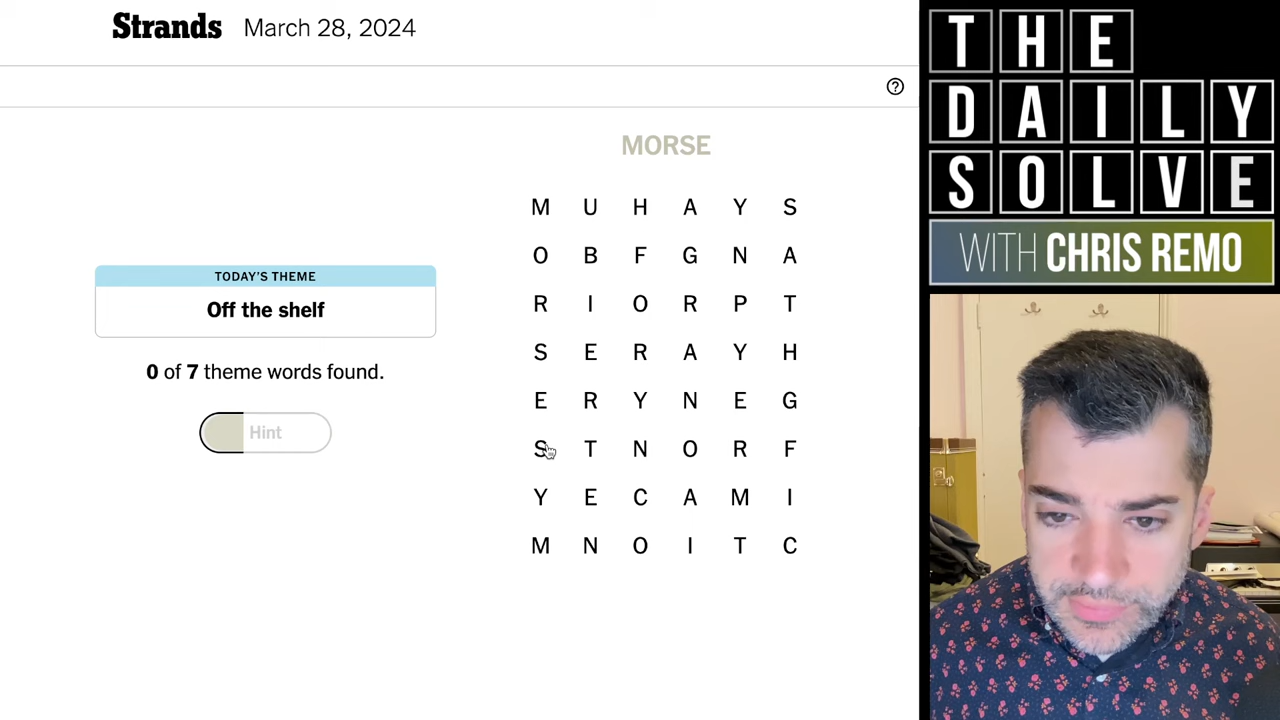 Strands March 28, 2024
?
MORSE
TODAY'S THEME
Off the shelf
0 of 7 theme words found.
Hint
M U H A Y S
O B F G N A
R I O R P T
S E R A Y H
E R Y N E G
S T N O R F
Y E C A M I
M N O I T C
THE
DAILY
SOLVE
WITH CHRIS REMO